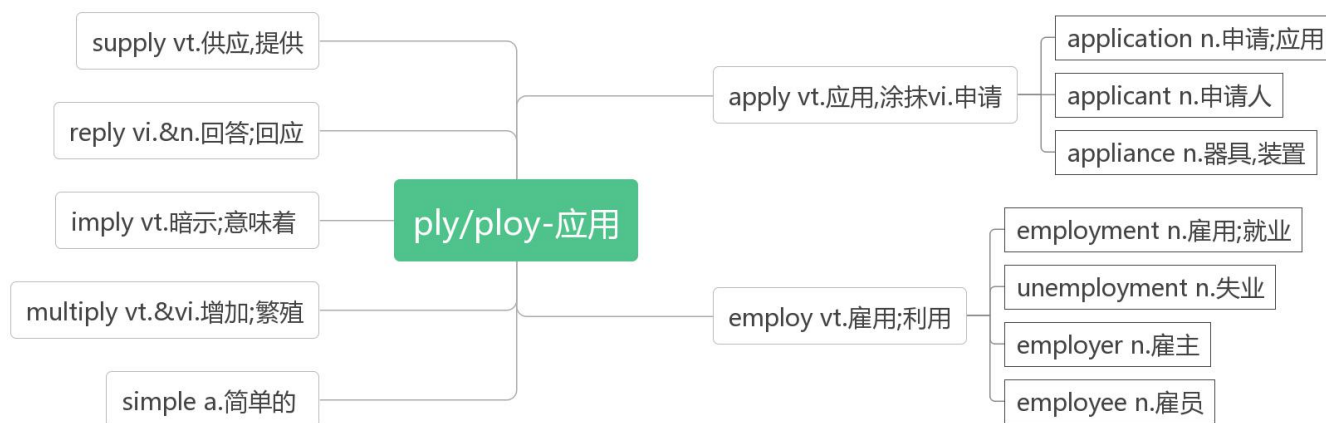 supply vt.供应,提供
reply vi.&n.回答;回应
imply vt.暗示;意味着
multiply vt.&vi.增加;繁殖
simple a.简单的
ply/ploy-应用
apply vt.应用,涂抹vi.申请
application n.申请;应用
applicant n.申请人
appliance n.器具,装置
employ vt.雇用;利用
employment n.雇用;就业
unemployment n.失业
employer n.雇主
employee n.雇员